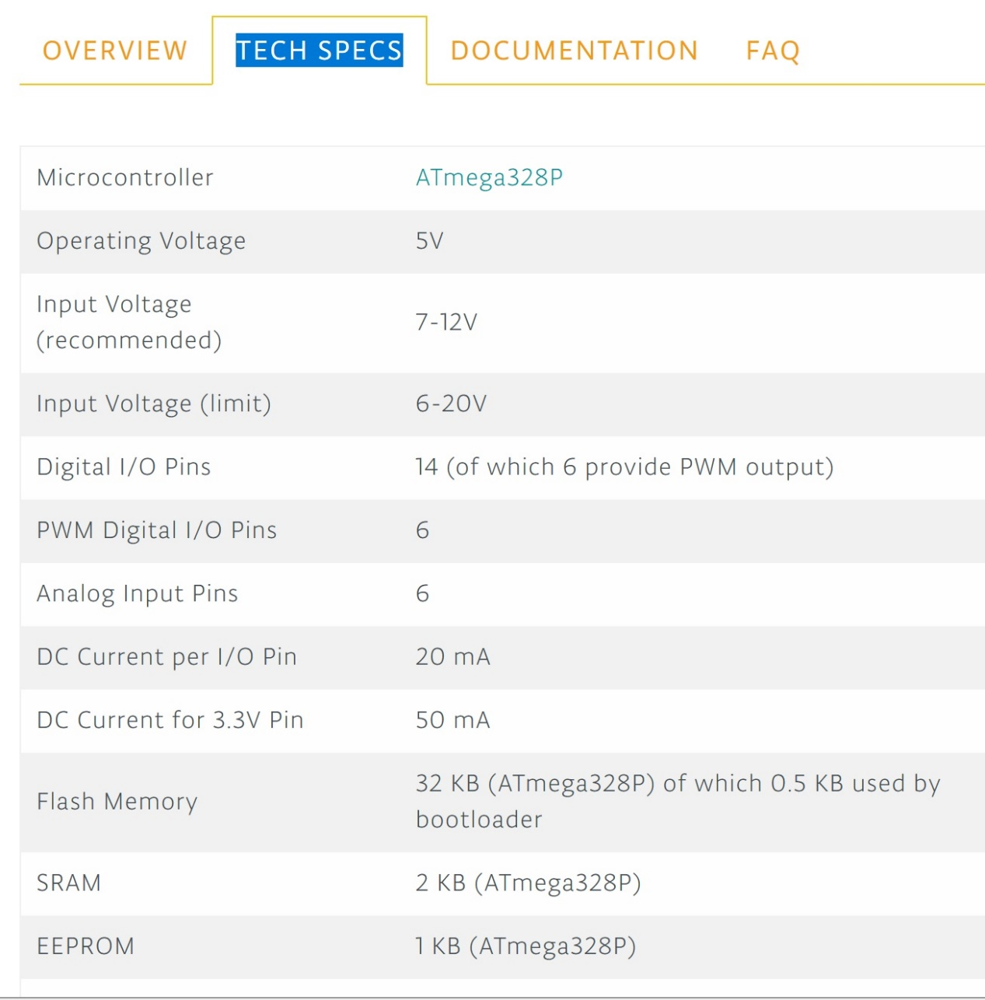 OVERVIEW TECH SPECS DOCUMENTATION FAQ
Microcontroller ATmega328P
Operating Voltage 5V
Input Voltage
(recommended) 7-12V
Input Voltage (limit) 6-20V
Digital I/O Pins 14 (of which 6 provide PWM output)
PWM Digital I/O Pins 6
Analog Input Pins 6
DC Current per I/O Pin 20 mA
DC Current for 3.3V Pin 50 mA
Flash Memory 32 KB (ATmega328P) of which 0.5 KB used by
bootloader
SRAM 2 KB (ATmega328P)
EEPROM 1 KB (ATmega328P)